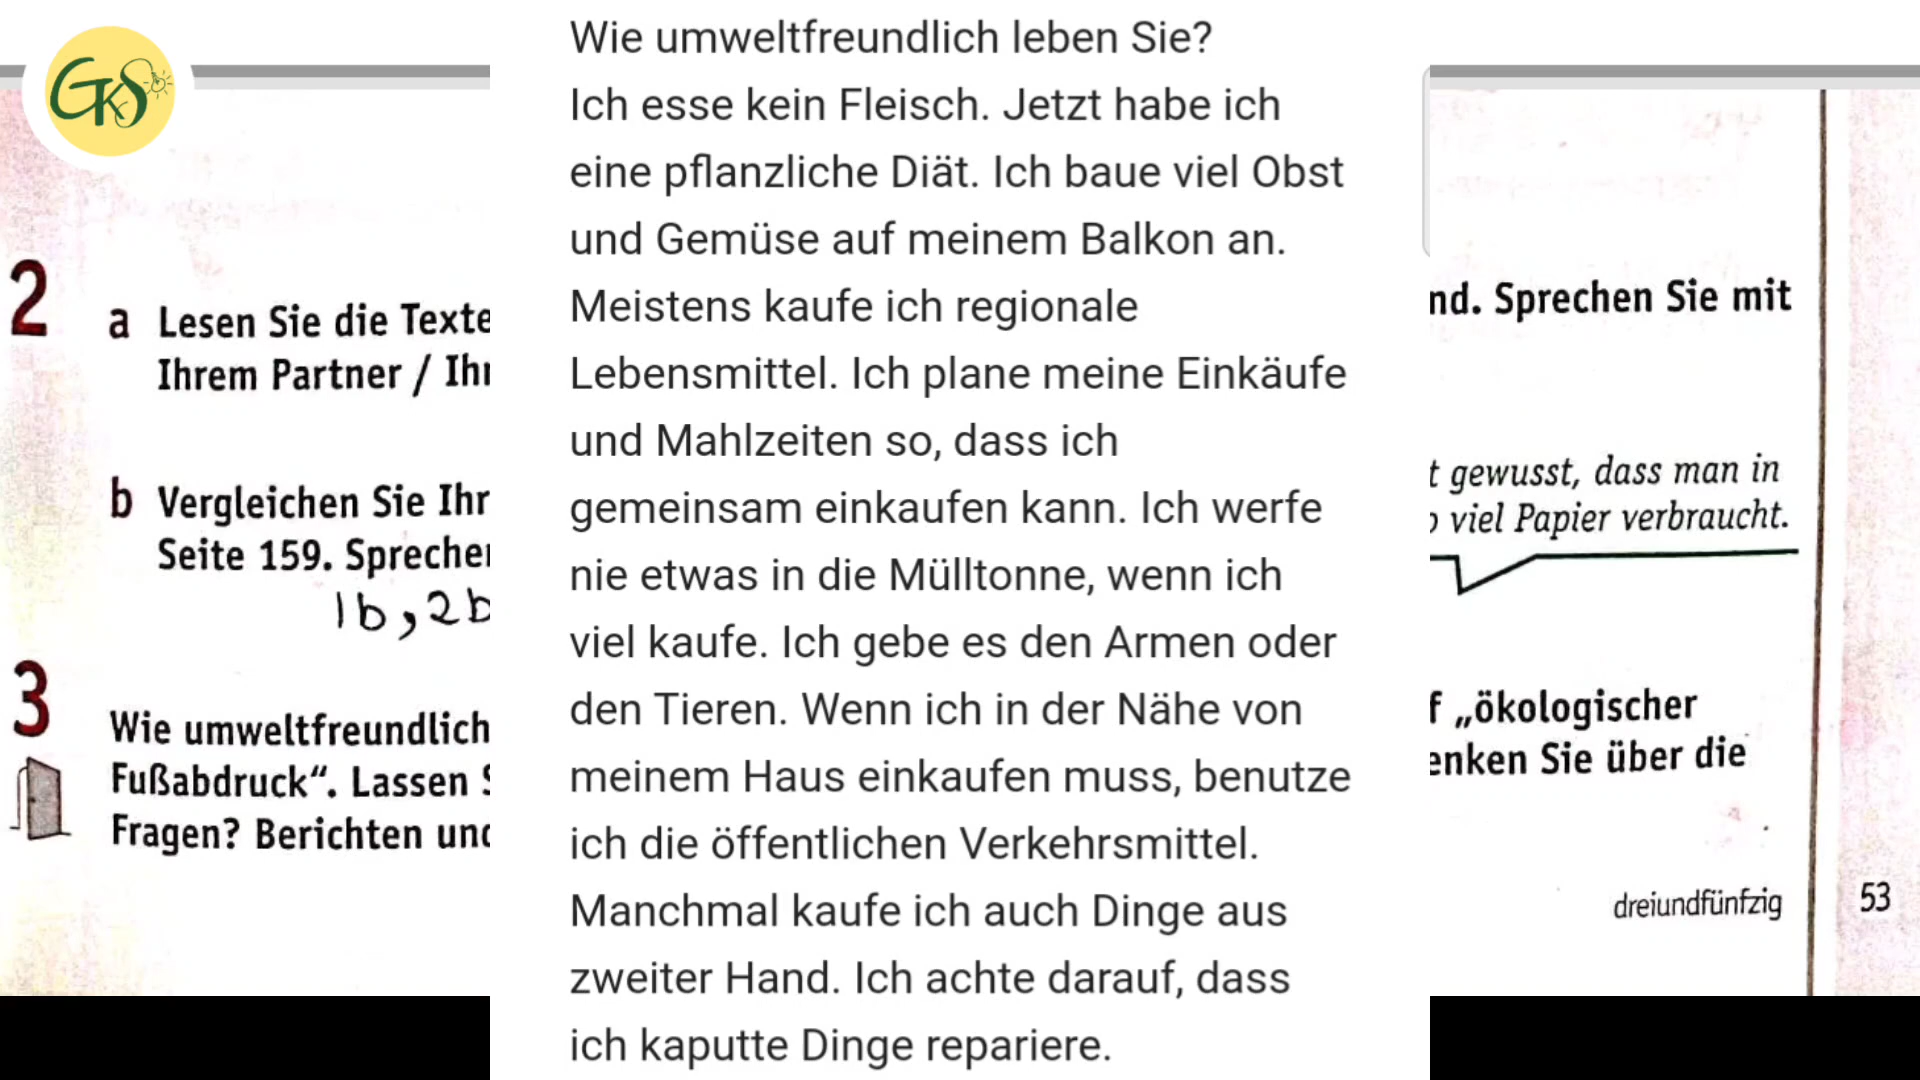 GKS
Wie umweltfreundlich leben Sie?
Ich esse kein Fleisch. Jetzt habe ich
eine pflanzliche Diät. Ich baue viel Obst
und Gemüse auf meinem Balkon an.
Meistens kaufe ich regionale
Lebensmittel. Ich plane meine Einkäufe
und Mahlzeiten so, dass ich
gemeinsam einkaufen kann. Ich werfe
nie etwas in die Mülltonne, wenn ich
viel kaufe. Ich gebe es den Armen oder
den Tieren. Wenn ich in der Nähe von
meinem Haus einkaufen muss, benutze
ich die öffentlichen Verkehrsmittel.
Manchmal kaufe ich auch Dinge aus
zweiter Hand. Ich achte darauf, dass
ich kaputte Dinge repariere.
2
a Lesen Sie die Texte
Ihrem Partner / Ihr
b Vergleichen Sie Ihr
Seite 159. Spreche
1b, 2b
3
Wie umweltfreundlich
Fußabdruck“. Lassen S
Fragen? Berichten und
nd. Sprechen Sie mit
t gewusst, dass man in
o viel Papier verbraucht.
f „ökologischer
enken Sie über die
dreiundfünfzig 53